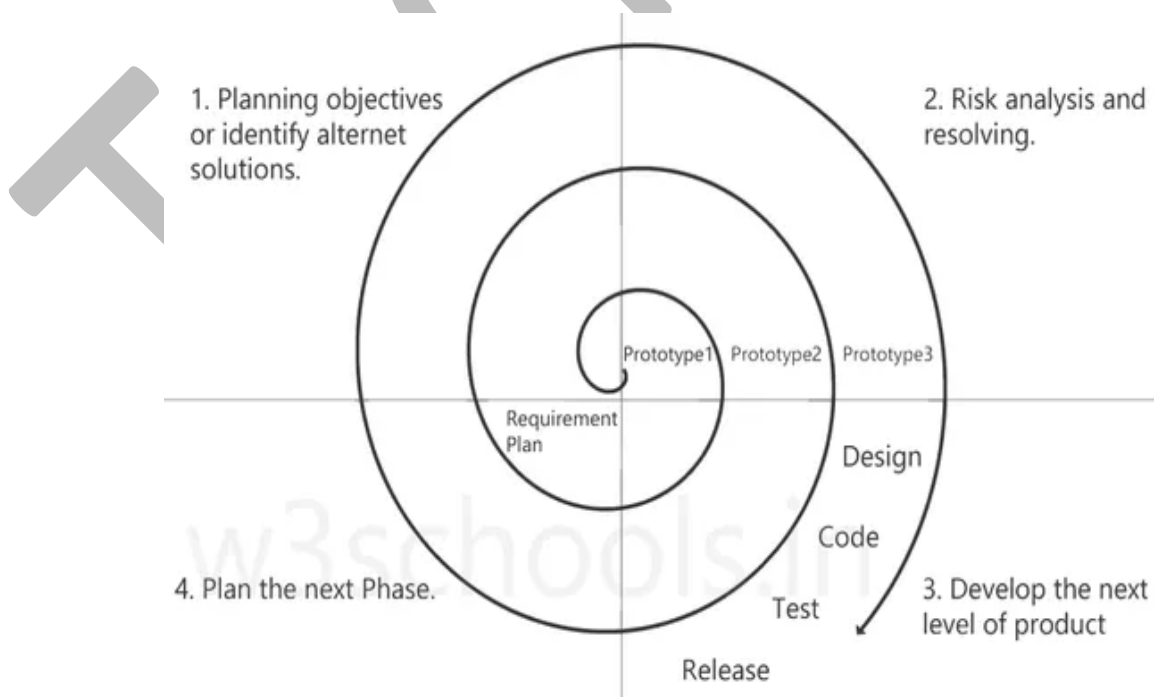 1. Planning objectives
or identify alternet
solutions.
2. Risk analysis and
resolving.
Prototype1
Prototype2
Prototype3
Requirement
Plan
Design
Code
Test
Release
w3schools.in
4. Plan the next Phase.
3. Develop the next
level of product